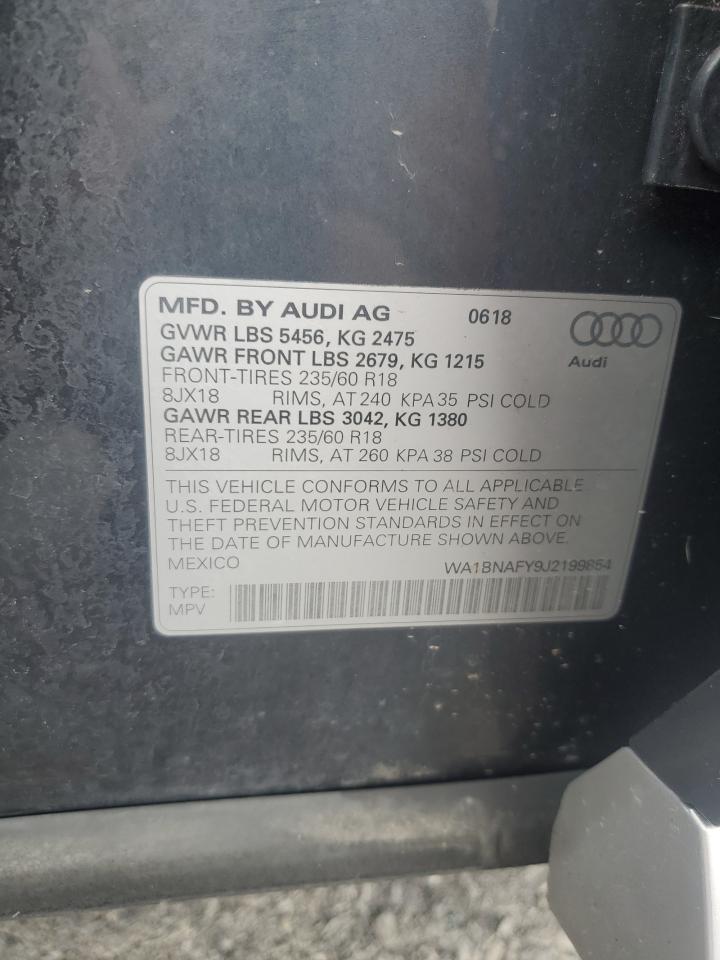 MFD. BY AUDI AG 0618
GVWR LBS 5456, KG 2475
GAWR FRONT LBS 2679, KG 1215
Audi
FRONT-TIRES 235/60 R18
8JX18 RIMS, AT 240 KPA 35 PSI COLD
GAWR REAR LBS 3042, KG 1380
REAR-TIRES 235/60 R18
8JX18 RIMS, AT 260 KPA 38 PSI COLD
THIS VEHICLE CONFORMS TO ALL APPLICABLE
U.S. FEDERAL MOTOR VEHICLE SAFETY AND
THEFT PREVENTION STANDARDS IN EFFECT ON
THE DATE OF MANUFACTURE SHOWN ABOVE.
MEXICO WA1BNAFY9J2199854
TYPE:
MPV